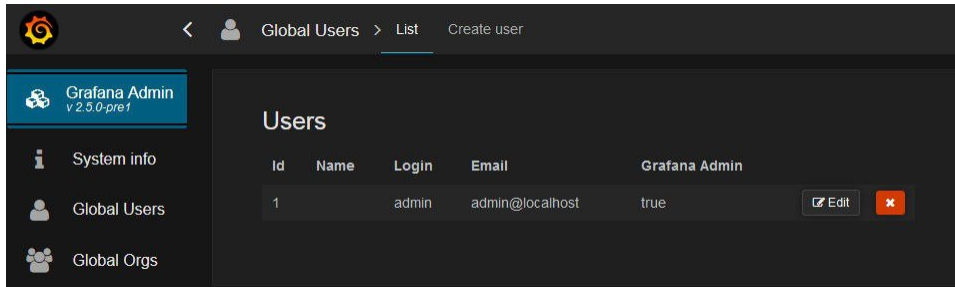 Global Users > List Create user
Grafana Admin
v 2.5.0-pre1
System info
Global Users
Global Orgs
Users
Id Name Login Email Grafana Admin
1 admin admin@localhost true Edit